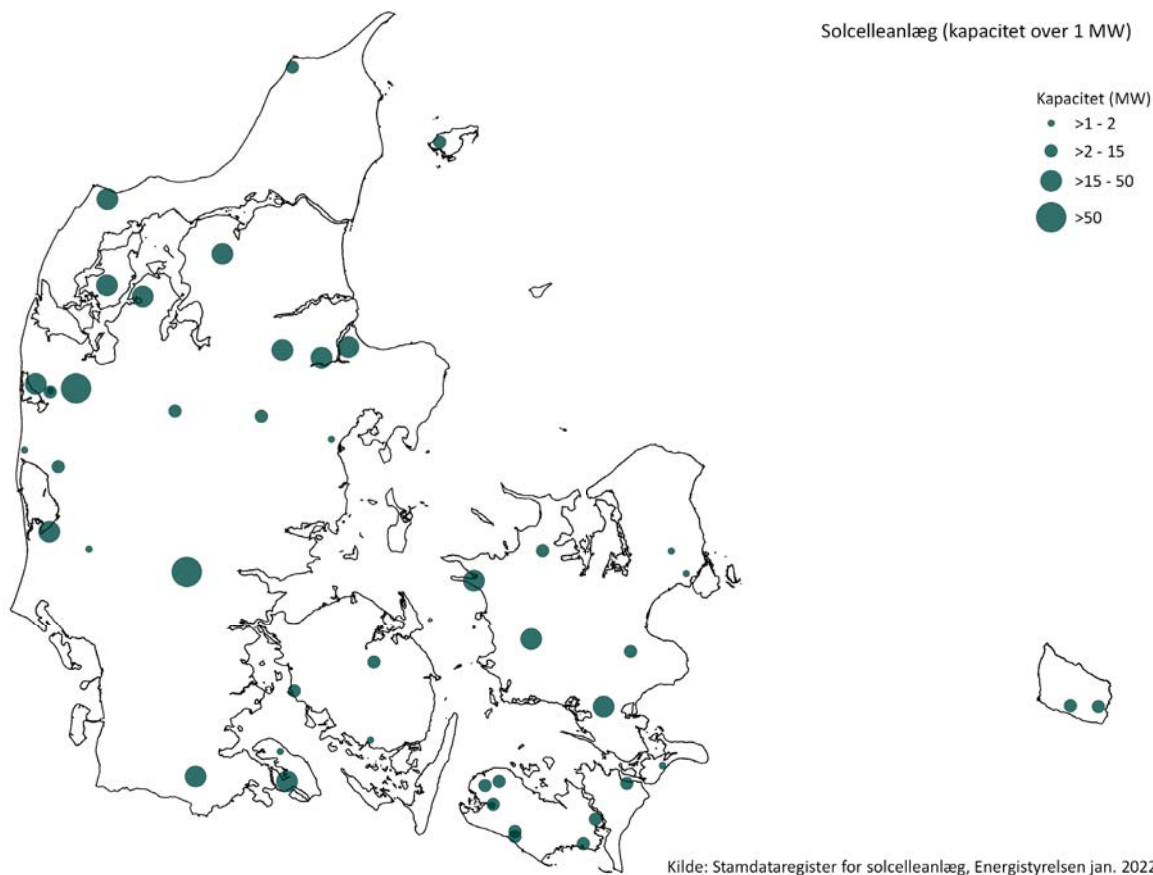 Solcelleanlæg (kapacitet over 1 MW)
Kapacitet (MW)
>1 - 2
>2 - 15
>15 - 50
>50
Kilde: Stamdataregister for solcelleanlæg, Energistyrelsen jan. 2022